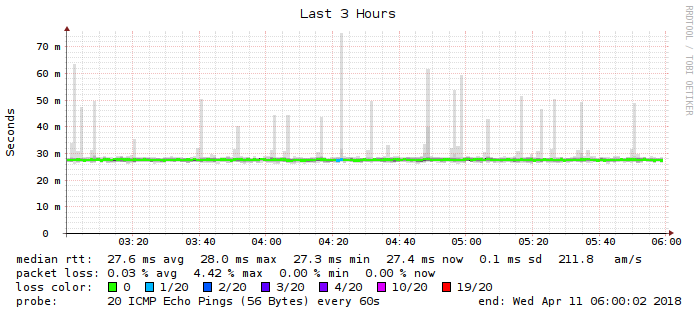 Last 3 Hours
RRDTOOL / TOBI OETIKER
Seconds
70 m
60 m
50 m
40 m
30 m
20 m
10 m
0
03:20 03:40 04:00 04:20 04:40 05:00 05:20 05:40 06:00
median rtt: 27.6 ms avg 28.0 ms max 27.3 ms min 27.4 ms now 0.1 ms sd 211.8 am/s
packet loss: 0.03 % avg 4.42 % max 0.00 % min 0.00 % now
loss color: 0 1/20 2/20 3/20 4/20 10/20 19/20
probe: 20 ICMP Echo Pings (56 Bytes) every 60s end: Wed Apr 11 06:00:02 2018